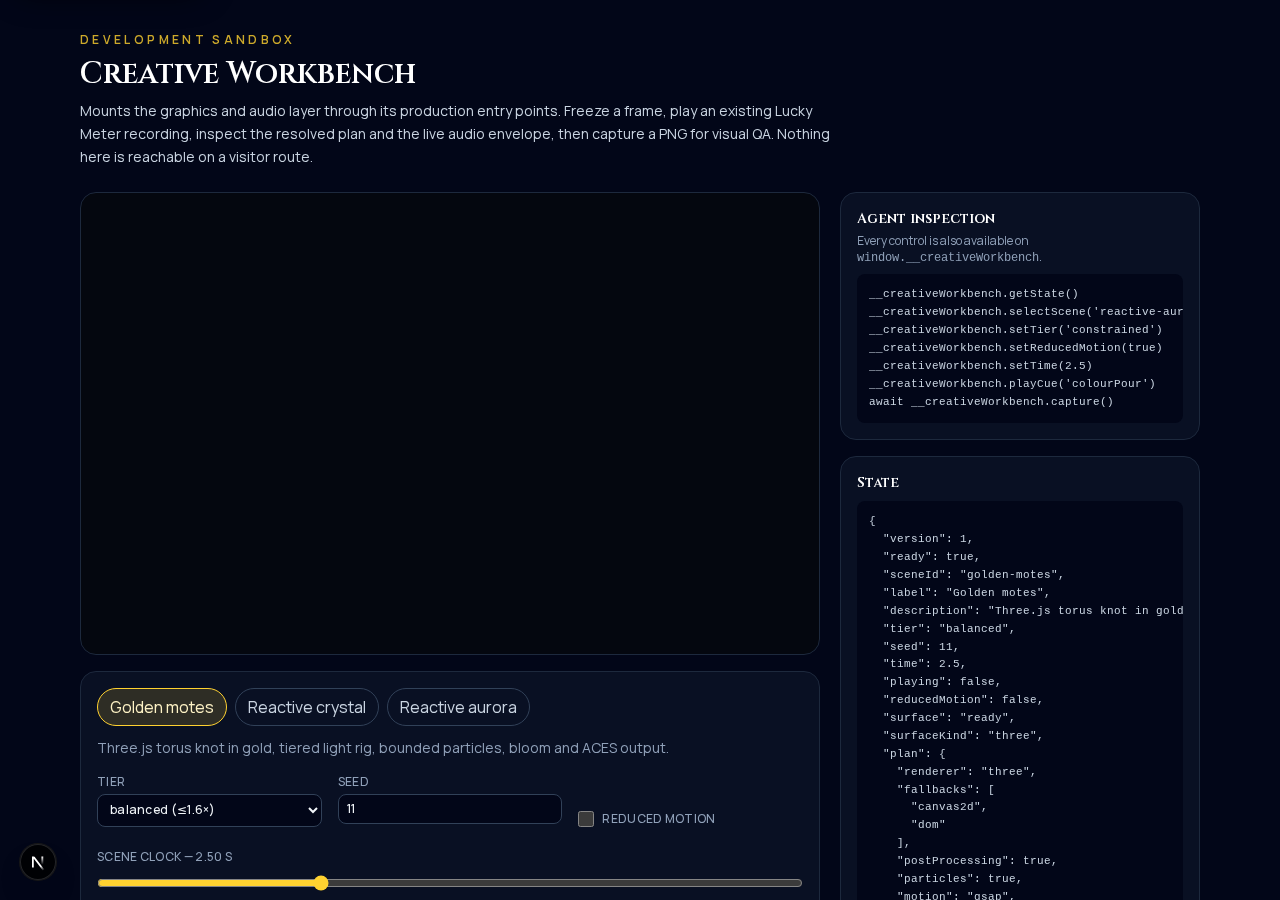 DEVELOPMENT SANDBOX
Creative Workbench
Mounts the graphics and audio layer through its production entry points. Freeze a frame, play an existing Lucky
Meter recording, inspect the resolved plan and the live audio envelope, then capture a PNG for visual QA. Nothing
here is reachable on a visitor route.
Golden motes
Reactive crystal
Reactive aurora
Three.js torus knot in gold, tiered light rig, bounded particles, bloom and ACES output.
TIER
SEED
balanced (≤1.6×)
11
REDUCED MOTION
SCENE CLOCK — 2.50 S
N
Agent inspection
Every control is also available on
window.__creativeWorkbench.
__creativeWorkbench.getState()
__creativeWorkbench.selectScene('reactive-aur
__creativeWorkbench.setTier('constrained')
__creativeWorkbench.setReducedMotion(true)
__creativeWorkbench.setTime(2.5)
__creativeWorkbench.playCue('colourPour')
await __creativeWorkbench.capture()
State
{
"version": 1,
"ready": true,
"sceneId": "golden-motes",
"label": "Golden motes",
"description": "Three.js torus knot in gold
"tier": "balanced",
"seed": 11,
"time": 2.5,
"playing": false,
"reducedMotion": false,
"surface": "ready",
"surfaceKind": "three",
"plan": {
"renderer": "three",
"fallbacks": [
"canvas2d",
"dom"
],
"postProcessing": true,
"particles": true,
"motion": "gsap",